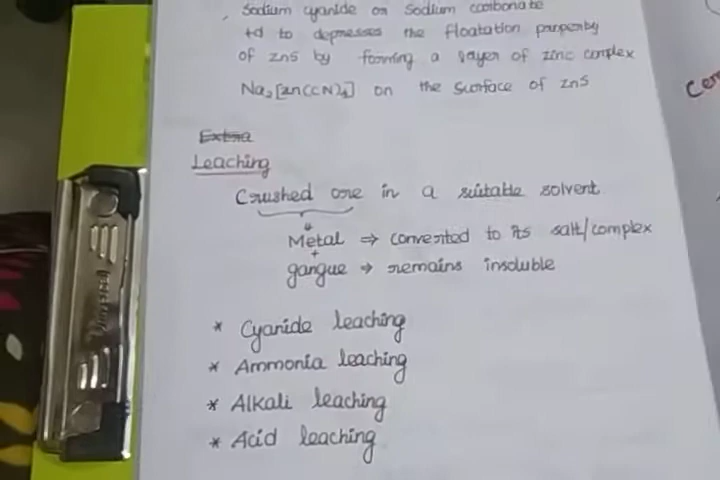 Sodium cyanide or Sodium carbonate
td to depresses the floatation property
of ZnS by forming a layer of zinc complex
Na₂[Zn(CN)₄] on the surface of ZnS
Extra
Leaching
Crushed ore in a suitable solvent
Metal ⇒ converted to its salt/complex
+
gangue → remains insoluble
* Cyanide leaching
* Ammonia leaching
* Alkali leaching
* Acid leaching